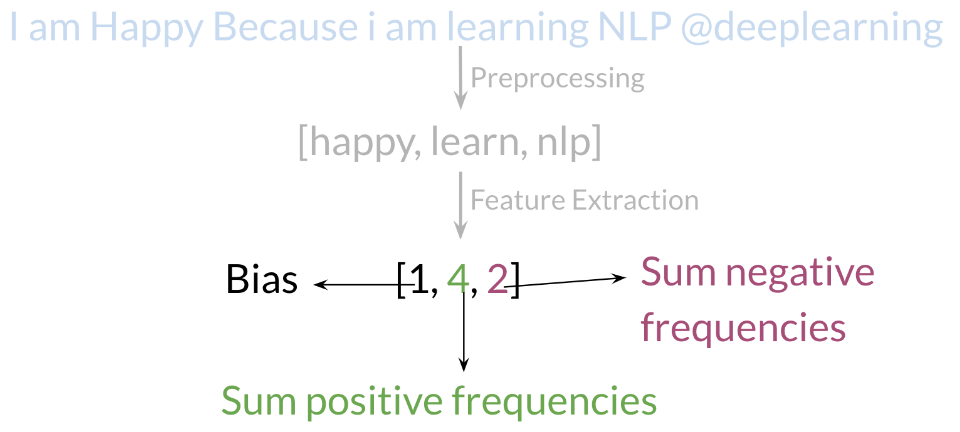 I am Happy Because i am learning NLP @deeplearning
Preprocessing
[happy, learn, nlp]
Feature Extraction
Bias
[1, 4, 2]
Sum negative
frequencies
Sum positive frequencies